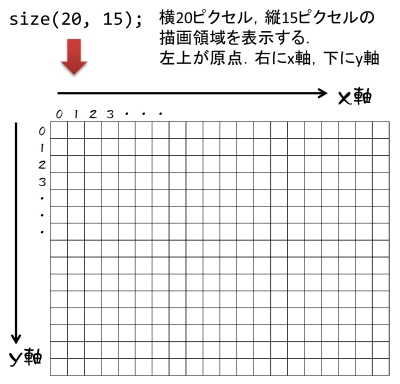 size(20, 15);
横20ピクセル，縦15ピクセルの
描画領域を表示する．
左上が原点．右にx軸，下にy軸
X軸
0 1 2 3 ・ ・ ・
0
1
2
3
・
・
・
Y軸